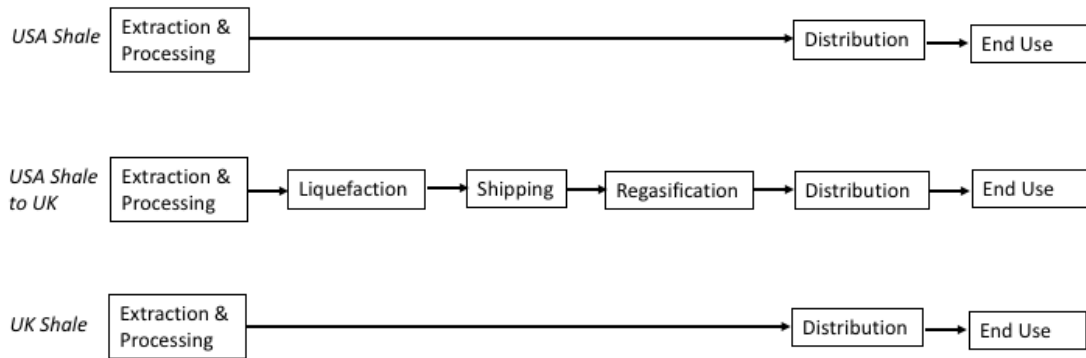 USA Shale
Extraction &
Processing
Distribution
End Use
USA Shale
to UK
Extraction &
Processing
Liquefaction
Shipping
Regasification
Distribution
End Use
UK Shale
Extraction &
Processing
Distribution
End Use